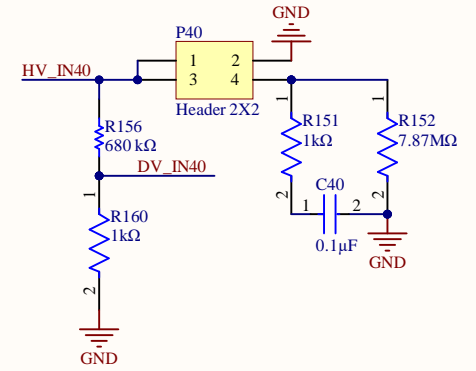 GND
P40
1 2
3 4
Header 2X2
HV_IN40
R156
680 kΩ
DV_IN40
1
R160
1kΩ
2
GND
1
R151
1kΩ
2
1
R152
7.87MΩ
2
C40
1 2
0.1µF
GND